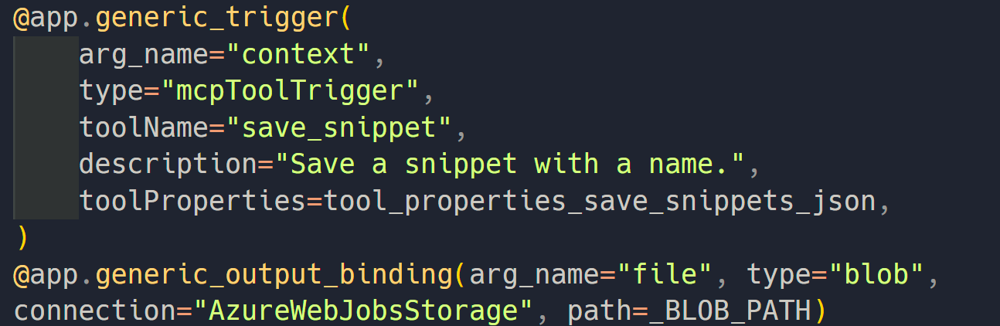 @app.generic_trigger(
    arg_name="context",
    type="mcpToolTrigger",
    toolName="save_snippet",
    description="Save a snippet with a name.",
    toolProperties=tool_properties_save_snippets_json,
)
@app.generic_output_binding(arg_name="file", type="blob",
connection="AzureWebJobsStorage", path=_BLOB_PATH)